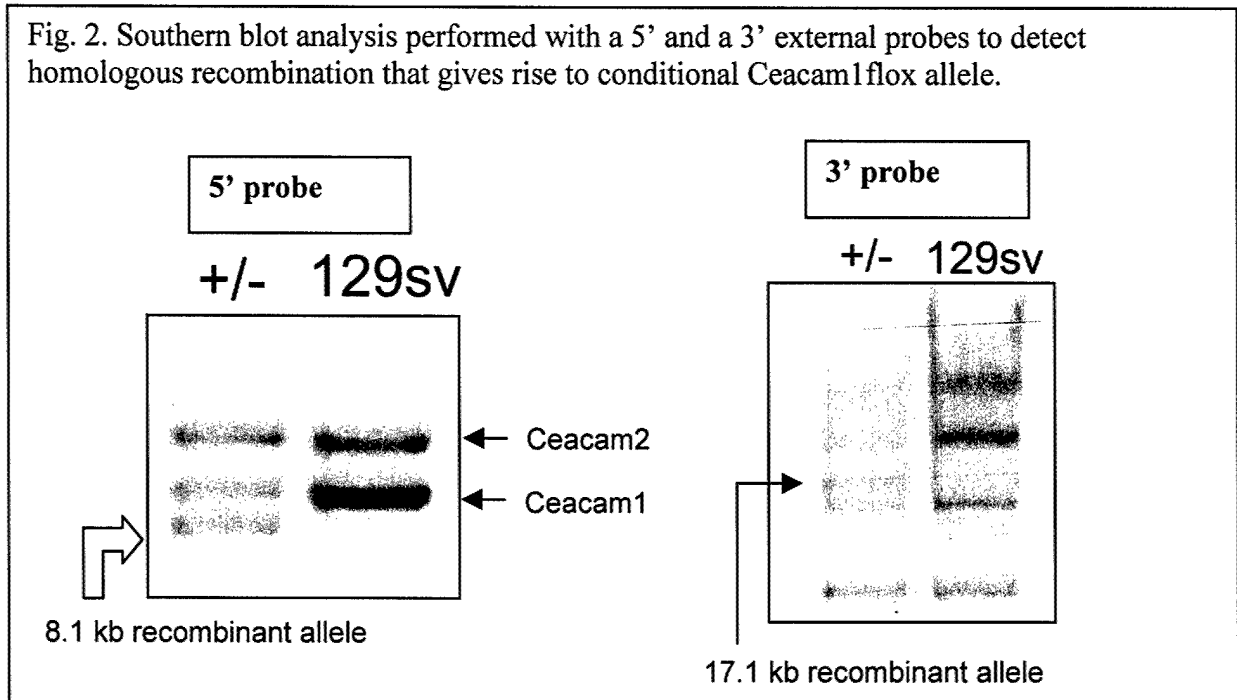 Fig. 2. Southern blot analysis performed with a 5' and a 3' external probes to detect
homologous recombination that gives rise to conditional Ceacam1flox allele.
5' probe
3' probe
+/- 129sv
+/- 129sv
Ceacam2
Ceacam1
8.1 kb recombinant allele
17.1 kb recombinant allele